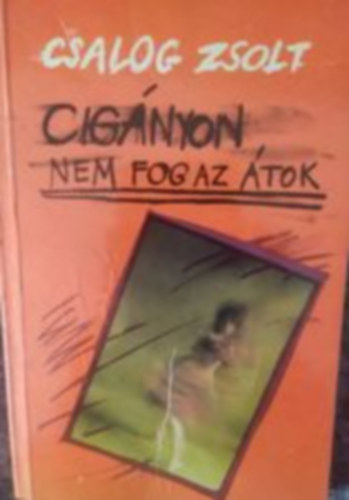 CSALOG ZSOLT
CIGÁNYON
NEM FOG AZ ÁTOK